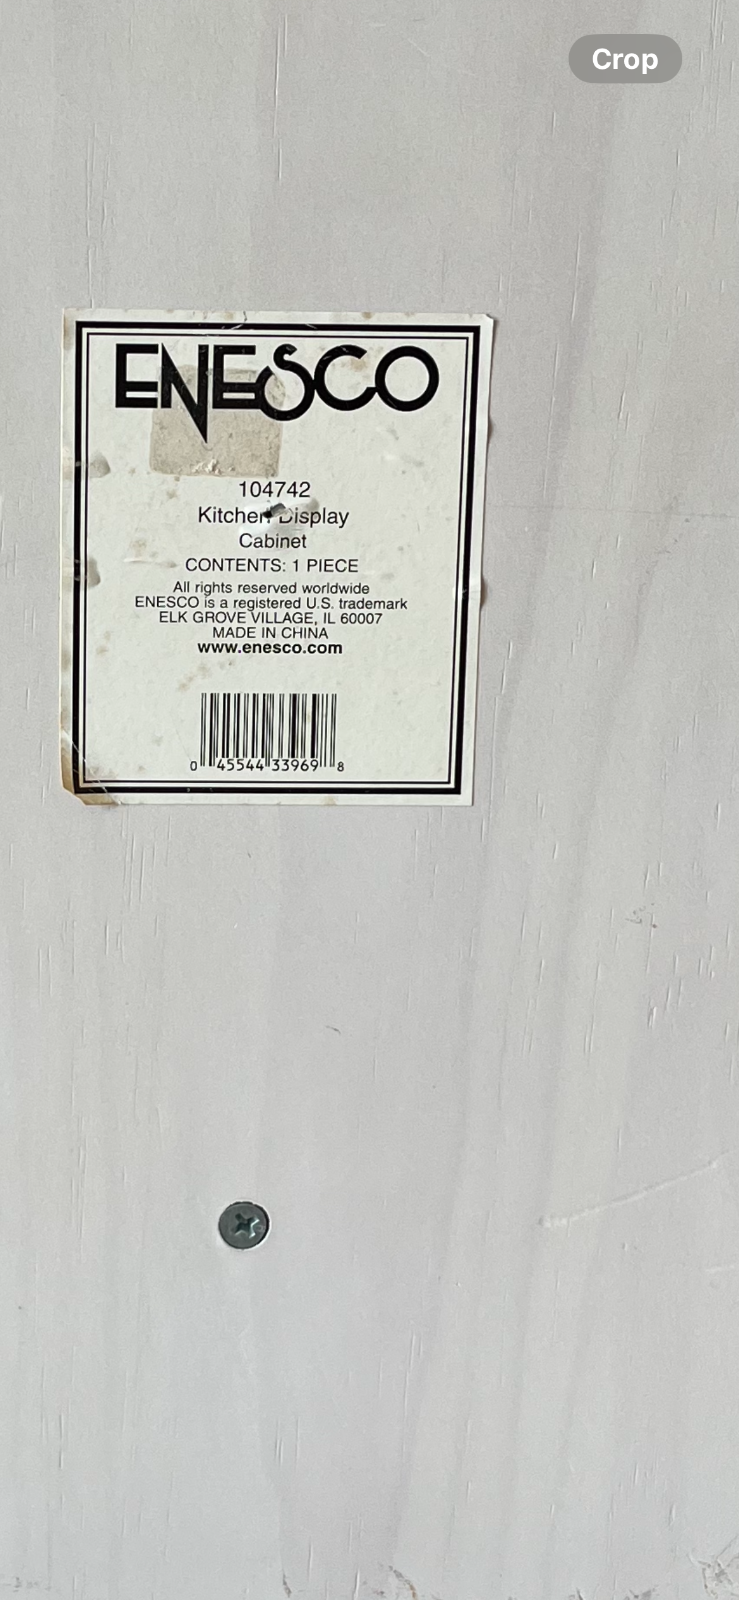 Crop
ENESCO
104742
Kitchen Display
Cabinet
CONTENTS: 1 PIECE
All rights reserved worldwide
ENESCO is a registered U.S. trademark
ELK GROVE VILLAGE, IL 60007
MADE IN CHINA
www.enesco.com
0 45544 33969 8